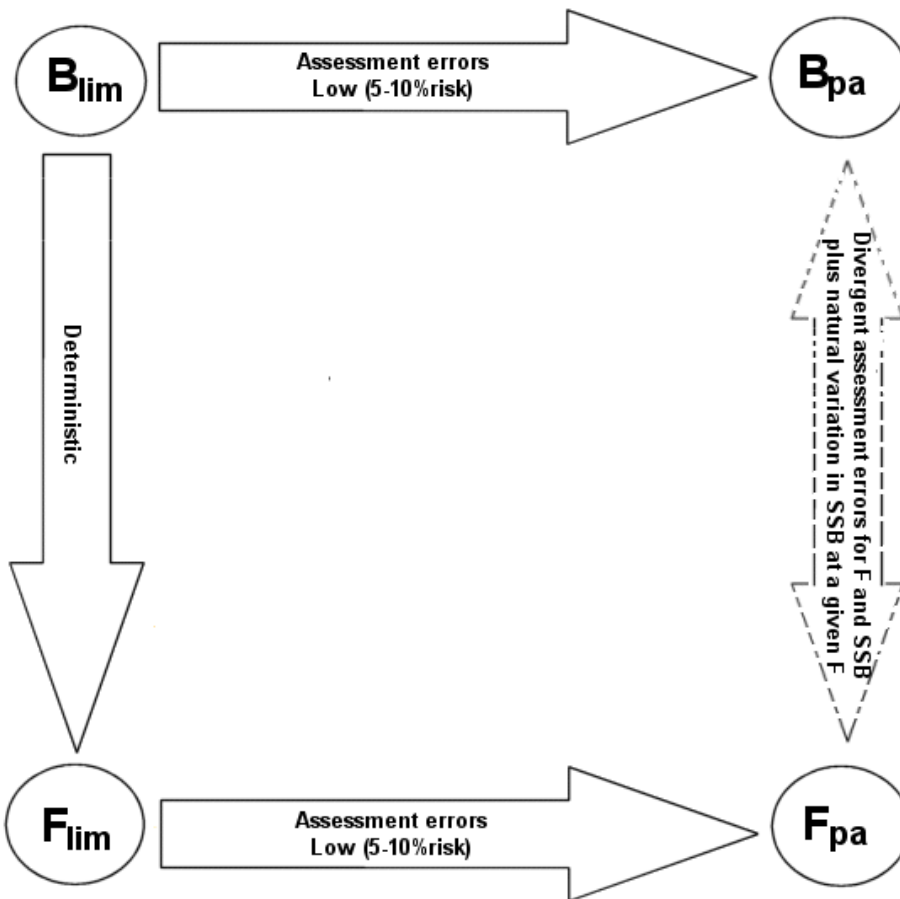 Blim
Assessment errors
Low (5-10%risk)
Bpa
Deterministic
Divergent assessment errors for F and SSB
plus natural variation in SSB at a given F
Flim
Assessment errors
Low (5-10%risk)
Fpa